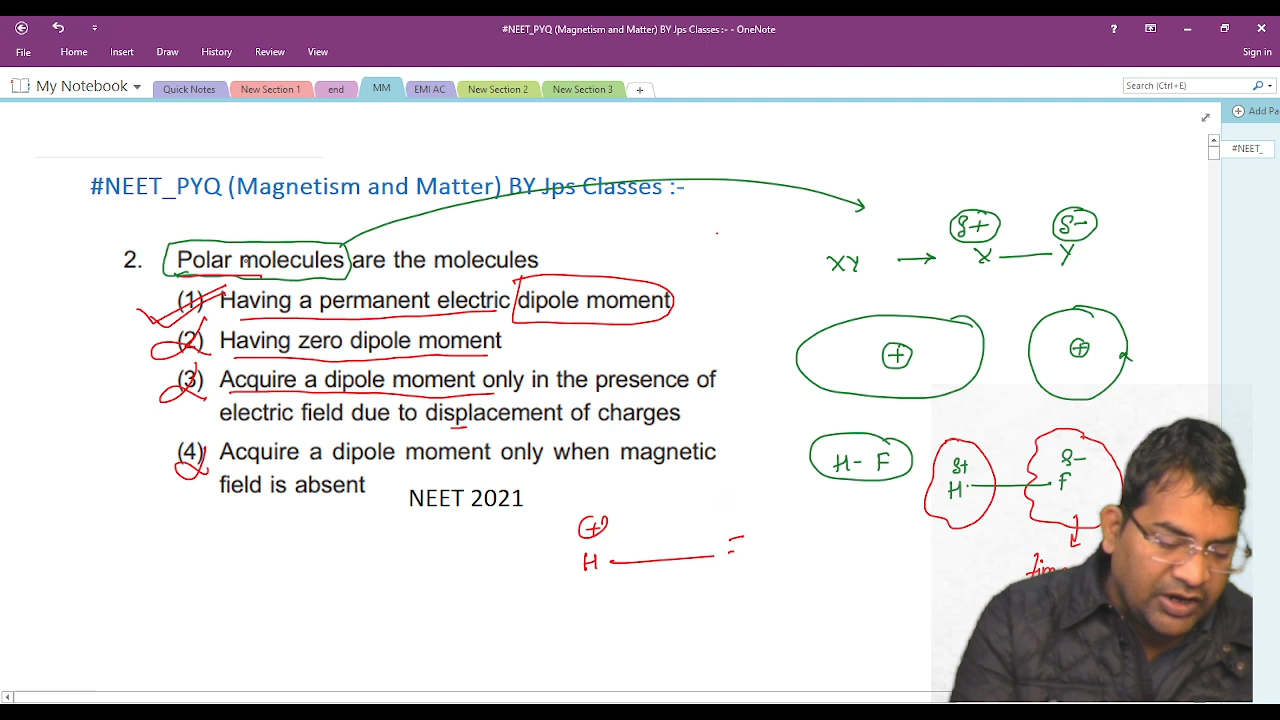 #NEET_PYQ (Magnetism and Matter) BY Jps Classes :- - OneNote
?
File Home Insert Draw History Review View
Sign in
My Notebook
Quick Notes New Section 1 end MM EMI AC New Section 2 New Section 3 +
Search (Ctrl+E)
Add Pa
#NEET_
#NEET_PYQ (Magnetism and Matter) BY Jps Classes :-
2. Polar molecules are the molecules
(1) Having a permanent electric dipole moment
(2) Having zero dipole moment
(3) Acquire a dipole moment only in the presence of
electric field due to displacement of charges
(4) Acquire a dipole moment only when magnetic
field is absent
NEET 2021
δ+ δ-
XY → X — Y
+ +
H - F
δ+ δ-
H — F
+
H —